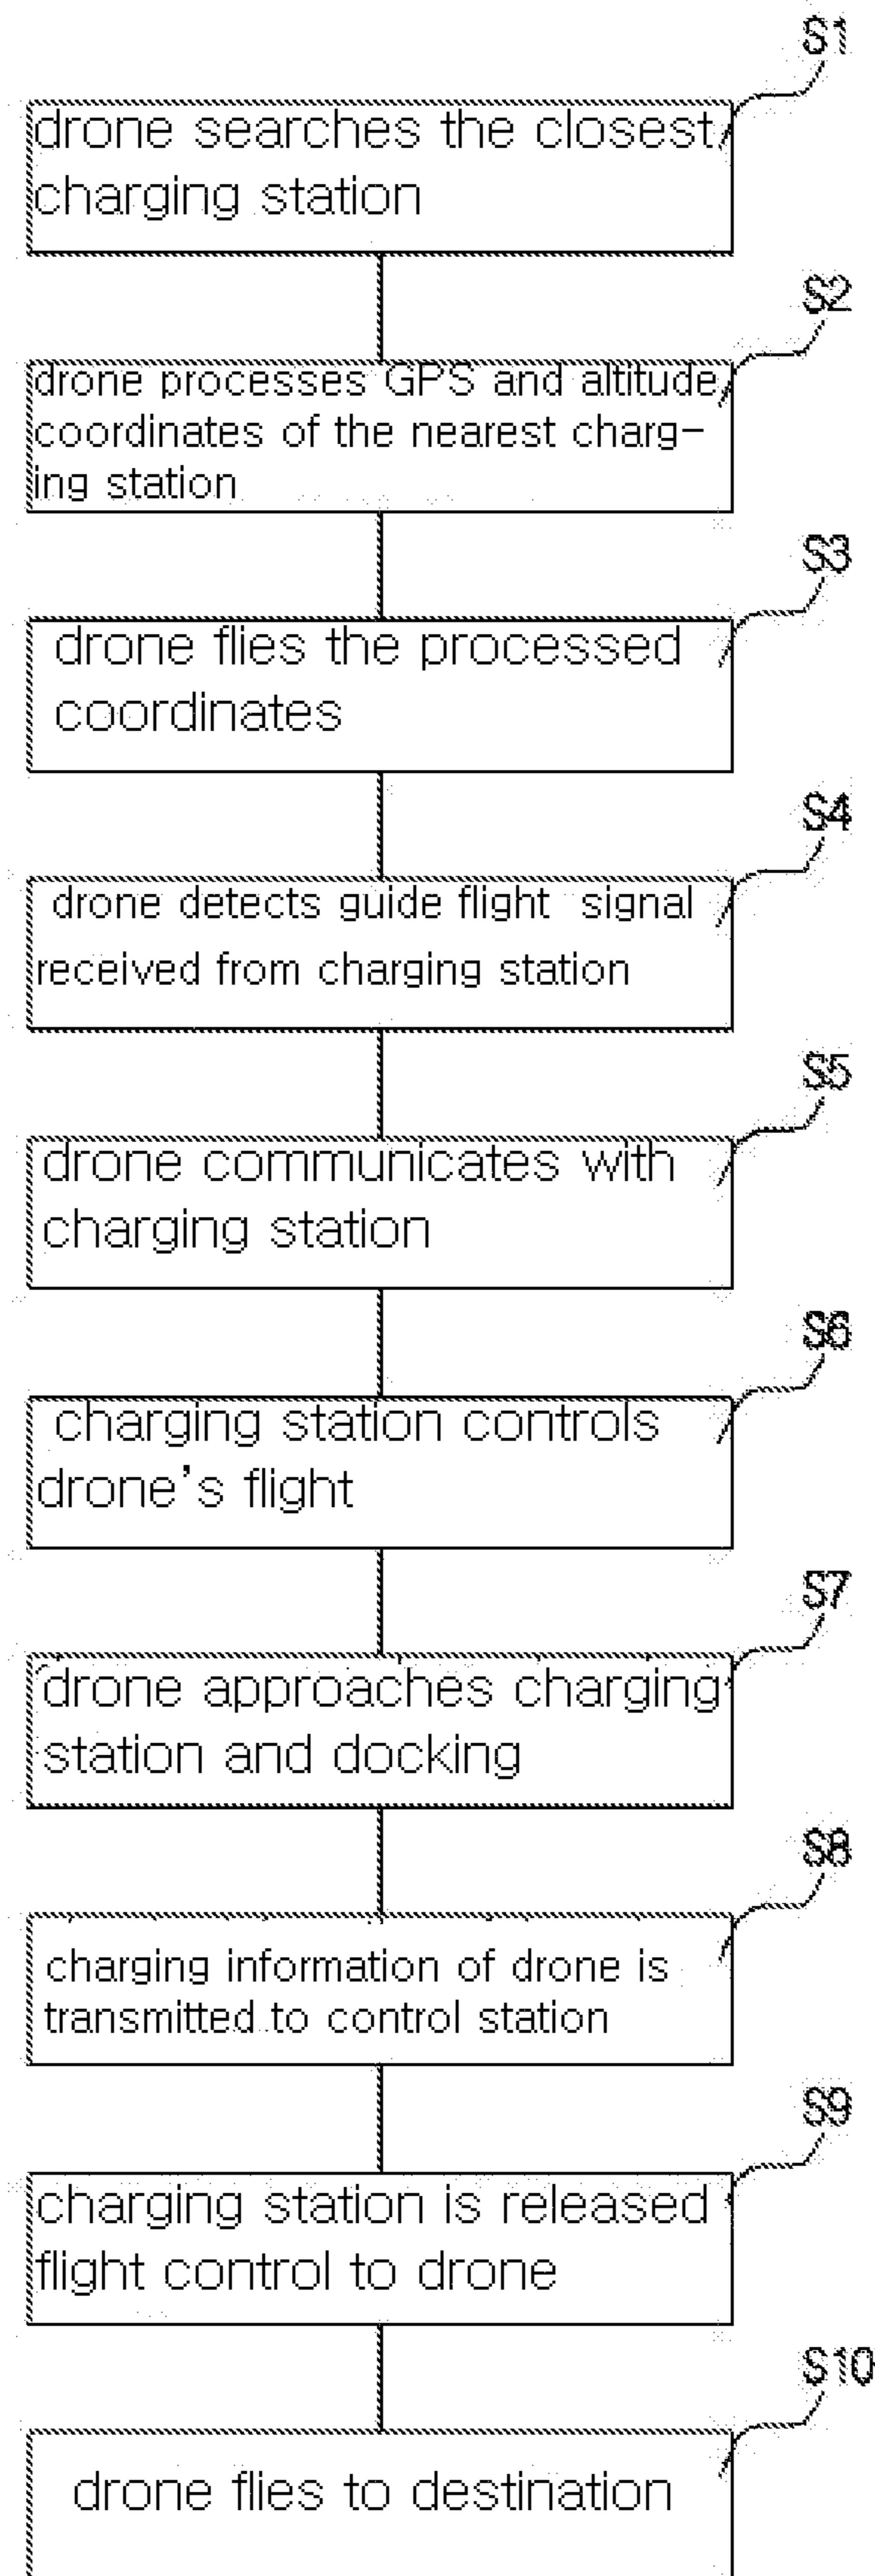 S1
drone searches the closest
charging station
S2
drone processes GPS and altitude
coordinates of the nearest charg-
ing station
S3
drone flies the processed
coordinates
S4
drone detects guide flight signal
received from charging station
S5
drone communicates with
charging station
S6
charging station controls
drone's flight
S7
drone approaches charging
station and docking
S8
charging information of drone is
transmitted to control station
S9
charging station is released
flight control to drone
S10
drone flies to destination